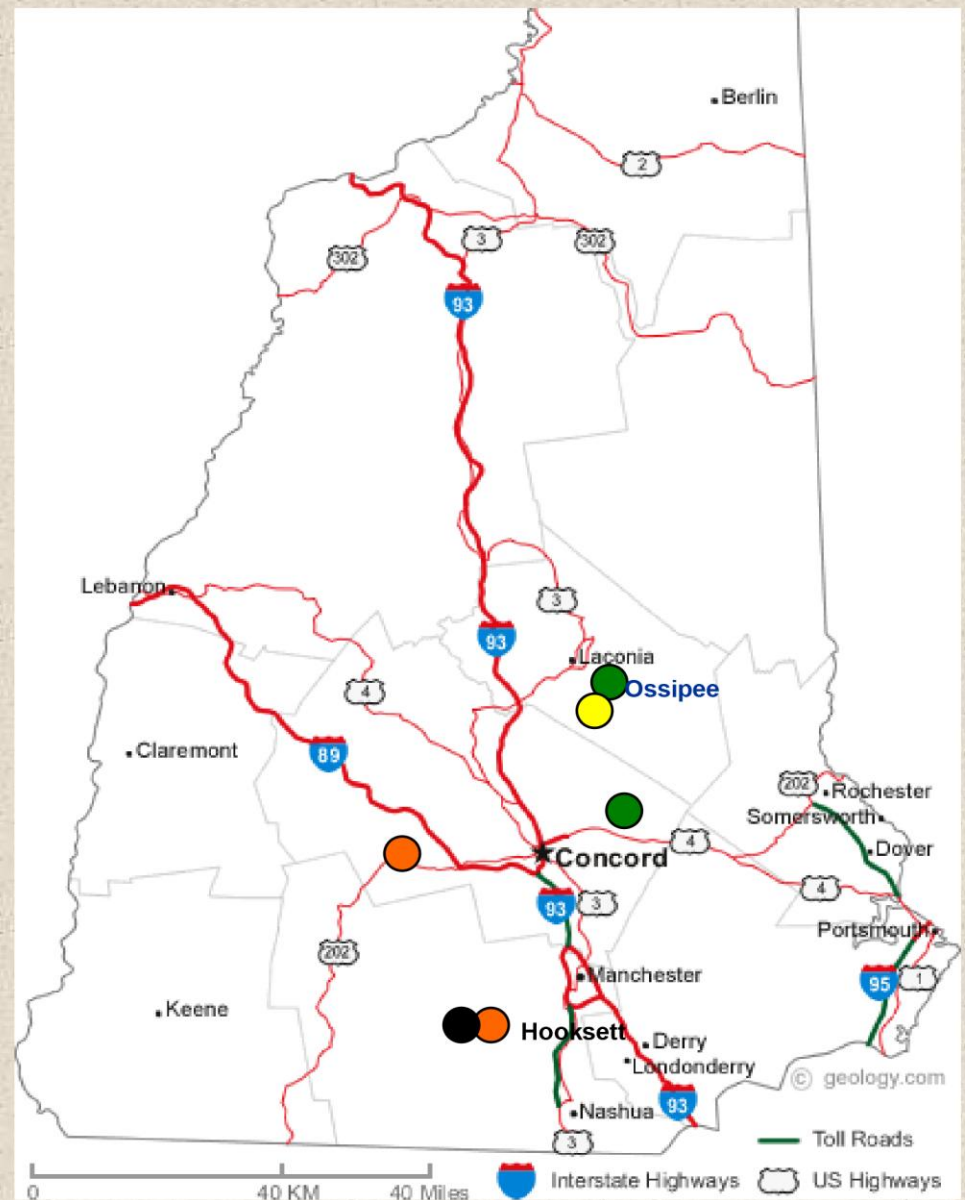 Berlin
2
302
3
302
93
Lebanon
3
93
Laconia
Ossipee
4
Claremont
89
202
Rochester
Somersworth
4
Dover
Concord
4
93
3
Portsmouth
202
Manchester
95
1
Keene
Hooksett
Derry
Londonderry
© geology.com
93
Nashua
3
Toll Roads
0
40 KM
40 Miles
Interstate Highways
US Highways